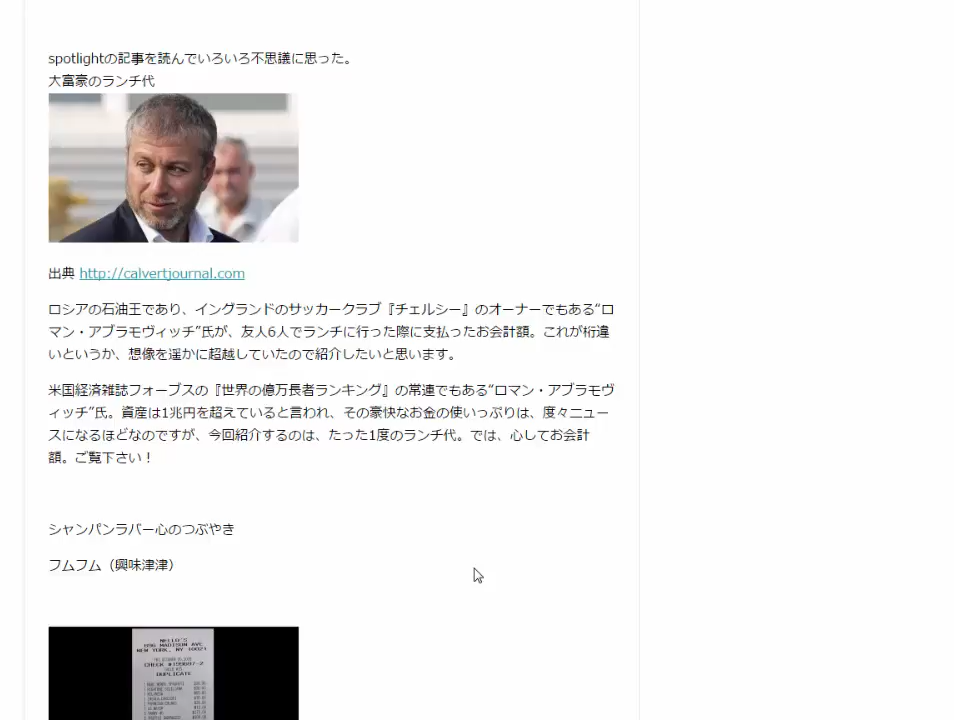 spotlightの記事を読んでいろいろ不思議に思った。
大富豪のランチ代
出典 http://calvertjournal.com
ロシアの石油王であり、イングランドのサッカークラブ『チェルシー』のオーナーでもある“ロ
マン・アブラモヴィッチ”氏が、友人6人でランチに行った際に支払ったお会計額。これが桁違
いというか、想像を遥かに超越していたので紹介したいと思います。
米国経済雑誌フォーブスの『世界の億万長者ランキング』の常連でもある“ロマン・アブラモヴ
ィッチ”氏。資産は1兆円を超えていると言われ、その豪快なお金の使いっぷりは、度々ニュー
スになるほどなのですが、今回紹介するのは、たった1度のランチ代。では、心してお会計
額。ご覧下さい！
シャンパンラバー心のつぶやき
フムフム（興味津津）
NELLO'S
696 MADISON AVE
NEW YORK, NY 10021
DUPLICATE